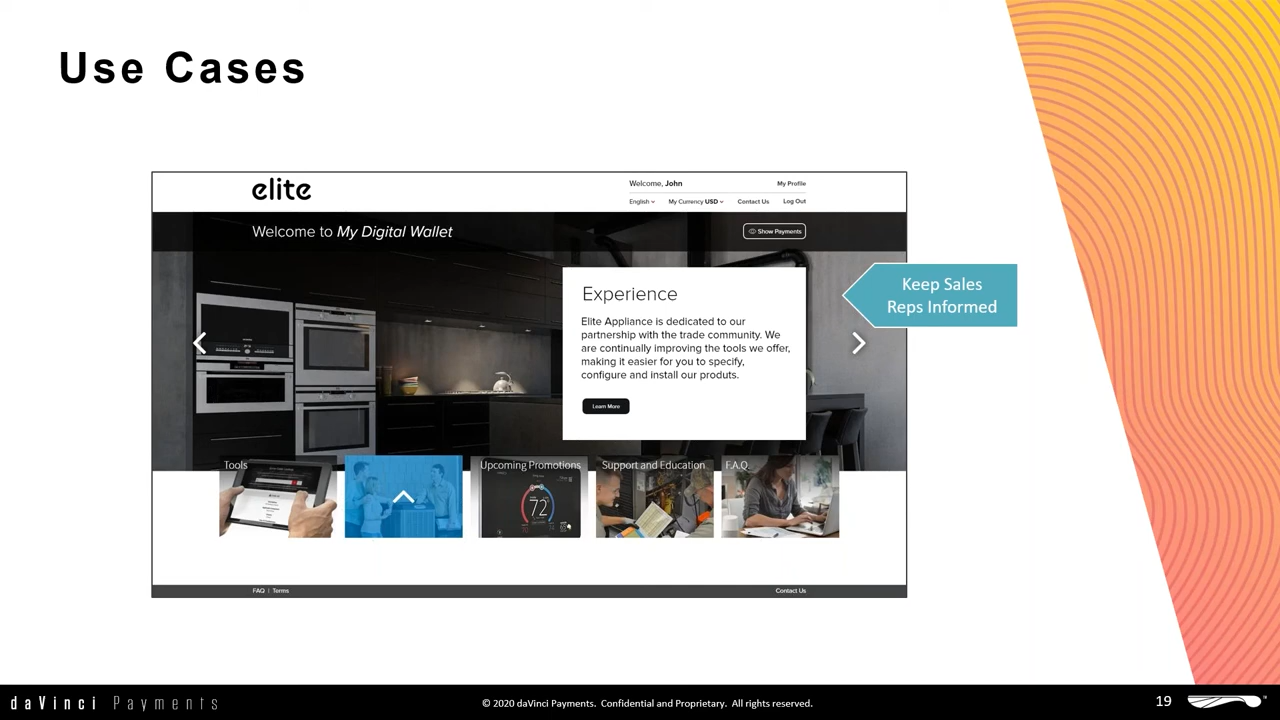 Use Cases
elite
Welcome, John
My Profile
English
My Currency USD
Contact Us
Log Out
Welcome to My Digital Wallet
Show Payments
Keep Sales
Reps Informed
Experience
Elite Appliance is dedicated to our
partnership with the trade community. We
are continually improving the tools we offer,
making it easier for you to specify,
configure and install our produts.
Learn More
Tools
Upcoming Promotions
Support and Education
F.A.Q.
72
FAQ | Terms
Contact Us
daVinci Payments
© 2020 daVinci Payments. Confidential and Proprietary. All rights reserved.
19